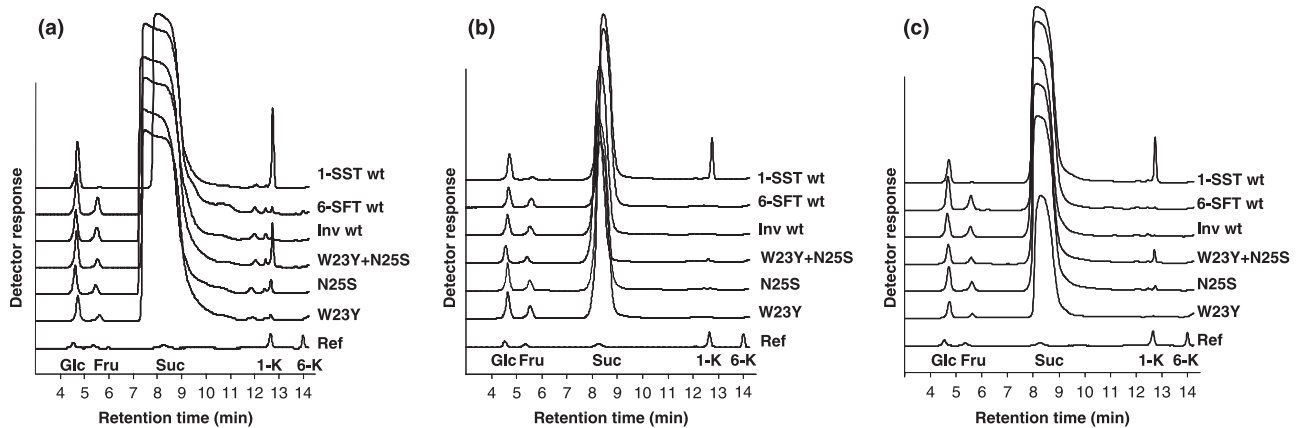 (a)
Detector response
1-SST wt
6-SFT wt
Inv wt
W23Y+N25S
N25S
W23Y
Ref
Glc Fru Suc 1-K 6-K
4 5 6 7 8 9 10 11 12 13 14
Retention time (min)
(b)
Detector response
1-SST wt
6-SFT wt
Inv wt
W23Y+N25S
N25S
W23Y
Ref
Glc Fru Suc 1-K 6-K
4 5 6 7 8 9 10 11 12 13 14
Retention time (min)
(c)
Detector response
1-SST wt
6-SFT wt
Inv wt
W23Y+N25S
N25S
W23Y
Ref
Glc Fru Suc 1-K 6-K
4 5 6 7 8 9 10 11 12 13 14
Retention time (min)